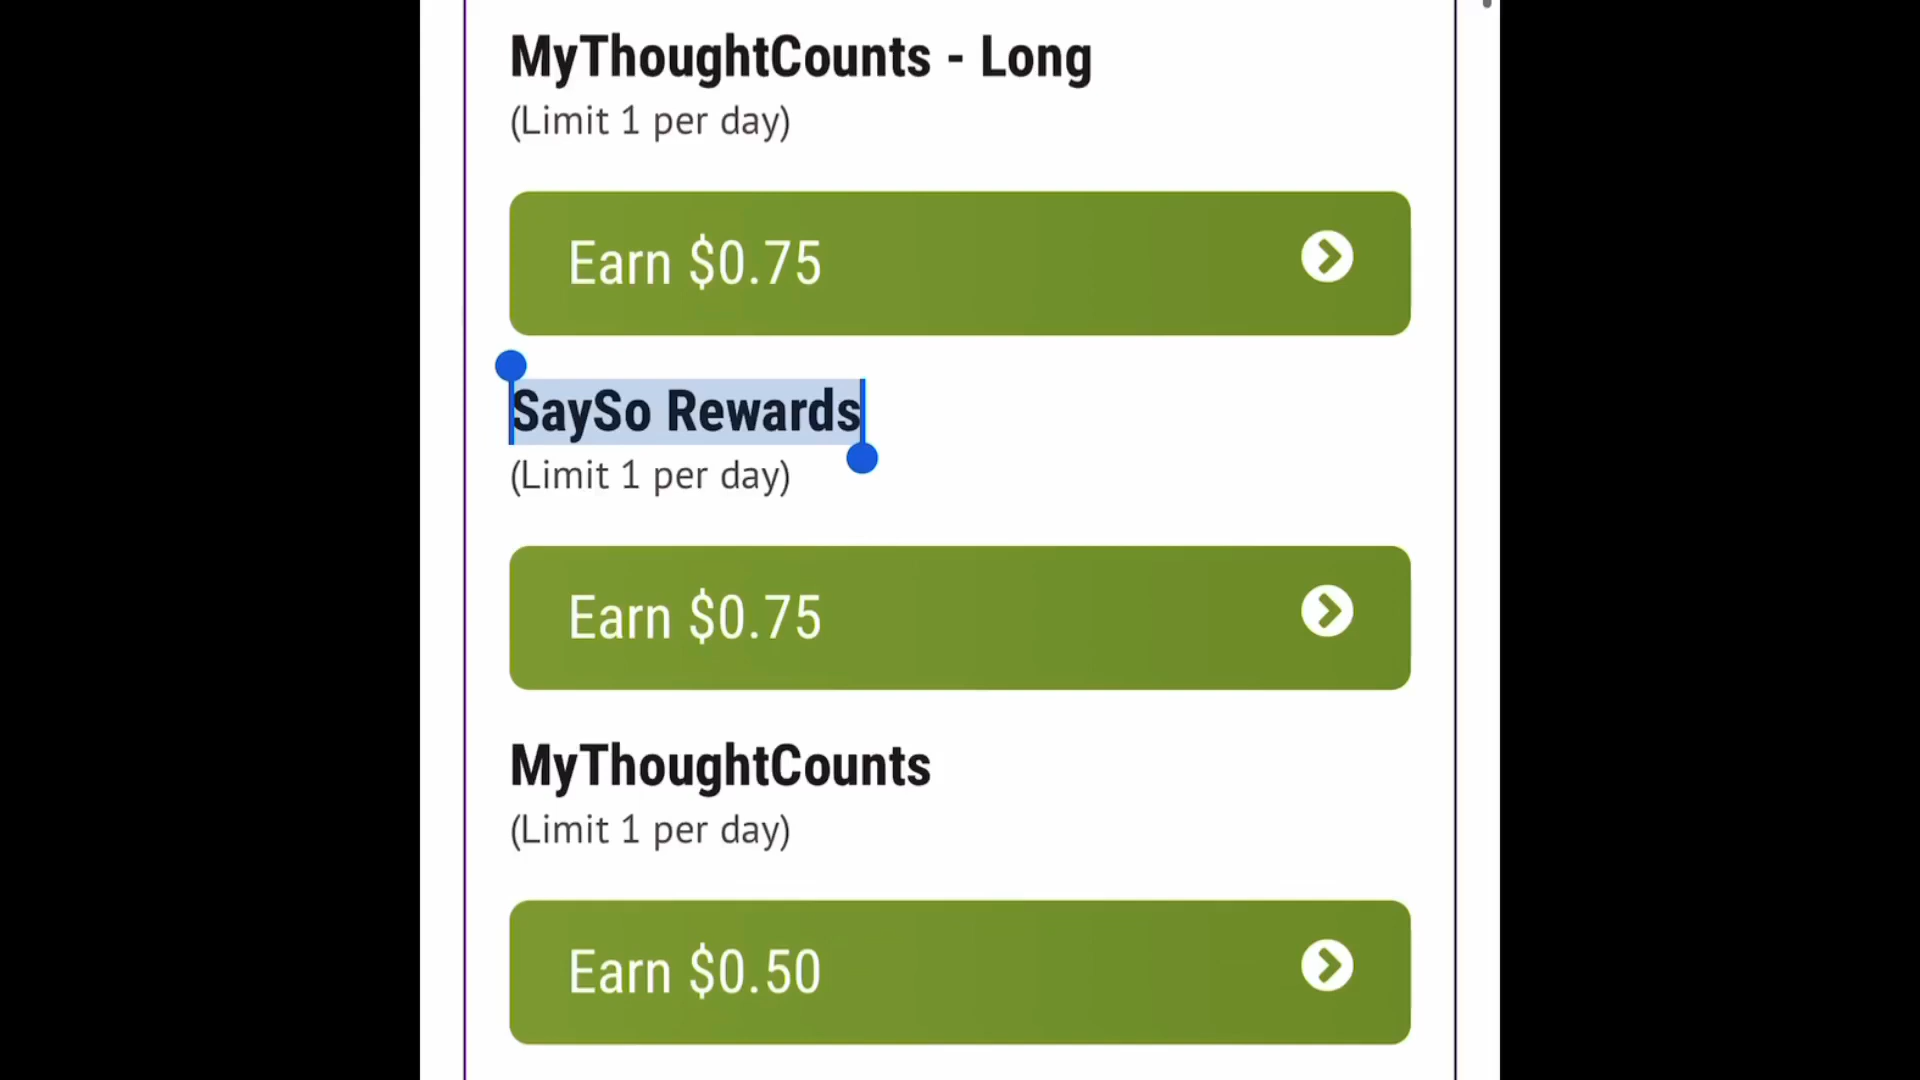 MyThoughtCounts - Long
(Limit 1 per day)
Earn $0.75
SaySo Rewards
(Limit 1 per day)
Earn $0.75
MyThoughtCounts
(Limit 1 per day)
Earn $0.50